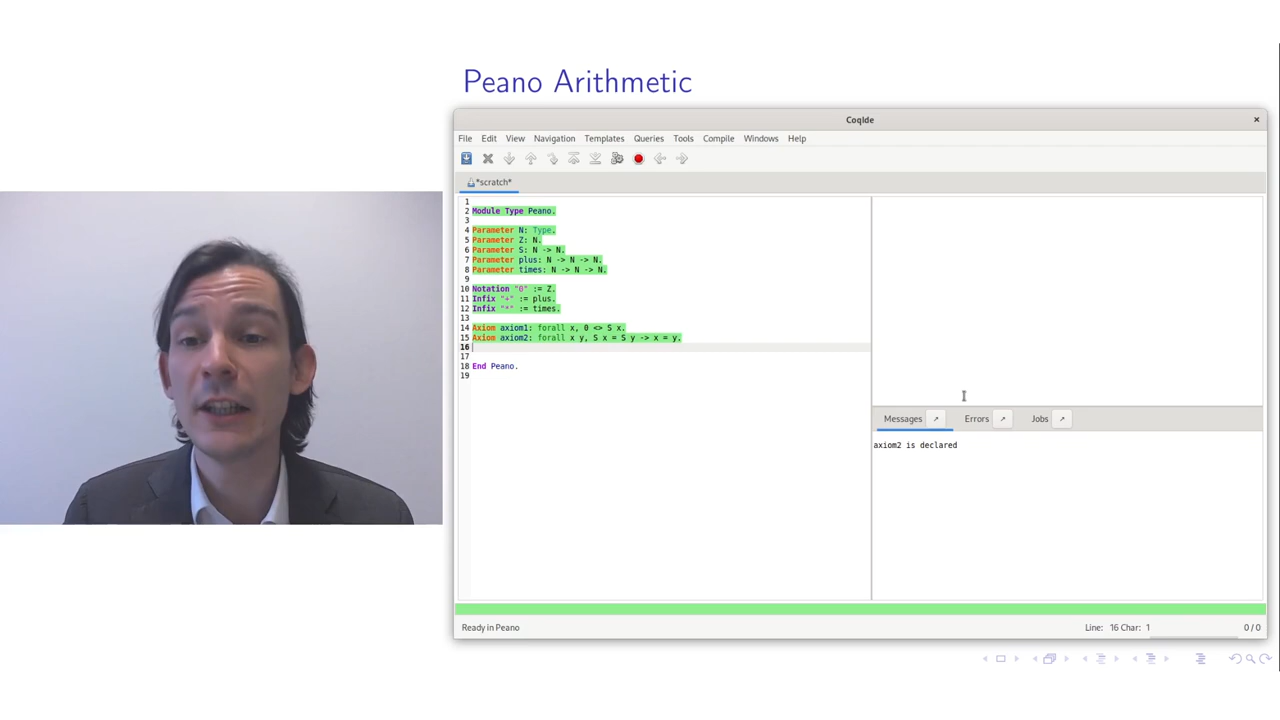 Peano Arithmetic
CoqIde
File Edit View Navigation Templates Queries Tools Compile Windows Help
*scratch*
1
2 Module Type Peano.
3
4 Parameter N: Type.
5 Parameter Z: N.
6 Parameter S: N -> N.
7 Parameter plus: N -> N -> N.
8 Parameter times: N -> N -> N.
9
10 Notation "0" := Z.
11 Infix "+" := plus.
12 Infix "*" := times.
13
14 Axiom axiom1: forall x, 0 <> S x.
15 Axiom axiom2: forall x y, S x = S y -> x = y.
16
17
18 End Peano.
19
Messages Errors Jobs
axiom2 is declared
Ready in Peano Line: 16 Char: 1 0/0